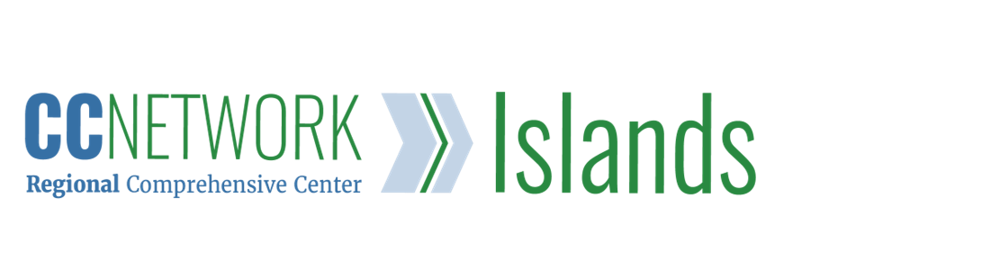 CCNETWORK
Regional Comprehensive Center
Islands